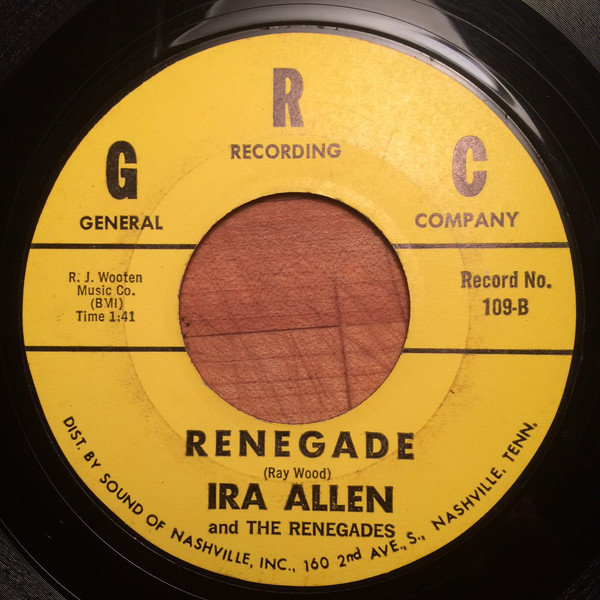 G R C
GENERAL RECORDING COMPANY
R. J. Wooten
Music Co.
(BMI)
Time 1:41
Record No.
109-B
RENEGADE
(Ray Wood)
IRA ALLEN
and THE RENEGADES
DIST. BY SOUND OF NASHVILLE, INC., 160 2nd AVE., S., NASHVILLE, TENN.